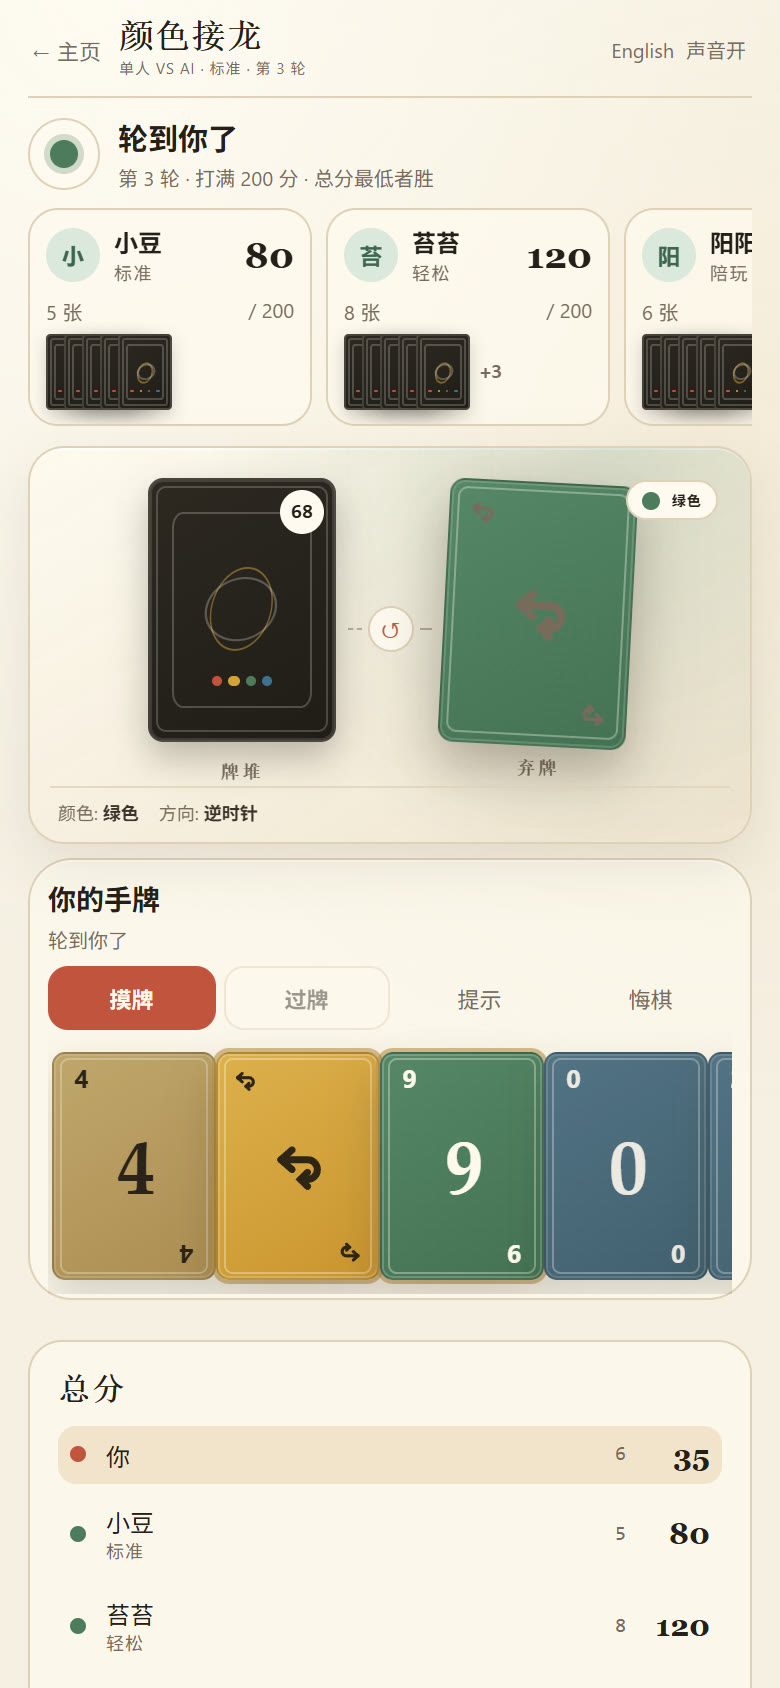 ← 主页
颜色接龙
单人 VS AI · 标准 · 第 3 轮
English 声音开
轮到你了
第 3 轮 · 打满 200 分 · 总分最低者胜
小 小豆 80
标准
5 张 / 200
苔 苔苔 120
轻松
8 张 / 200
+3
阳 阳阳
陪玩
6 张
68
绿色
牌堆
弃牌
颜色: 绿色 方向: 逆时针
你的手牌
轮到你了
摸牌 过牌 提示 悔棋
4 9 0
4 9 0
4 9 0
总分
你 6 35
小豆 5 80
标准
苔苔 8 120
轻松